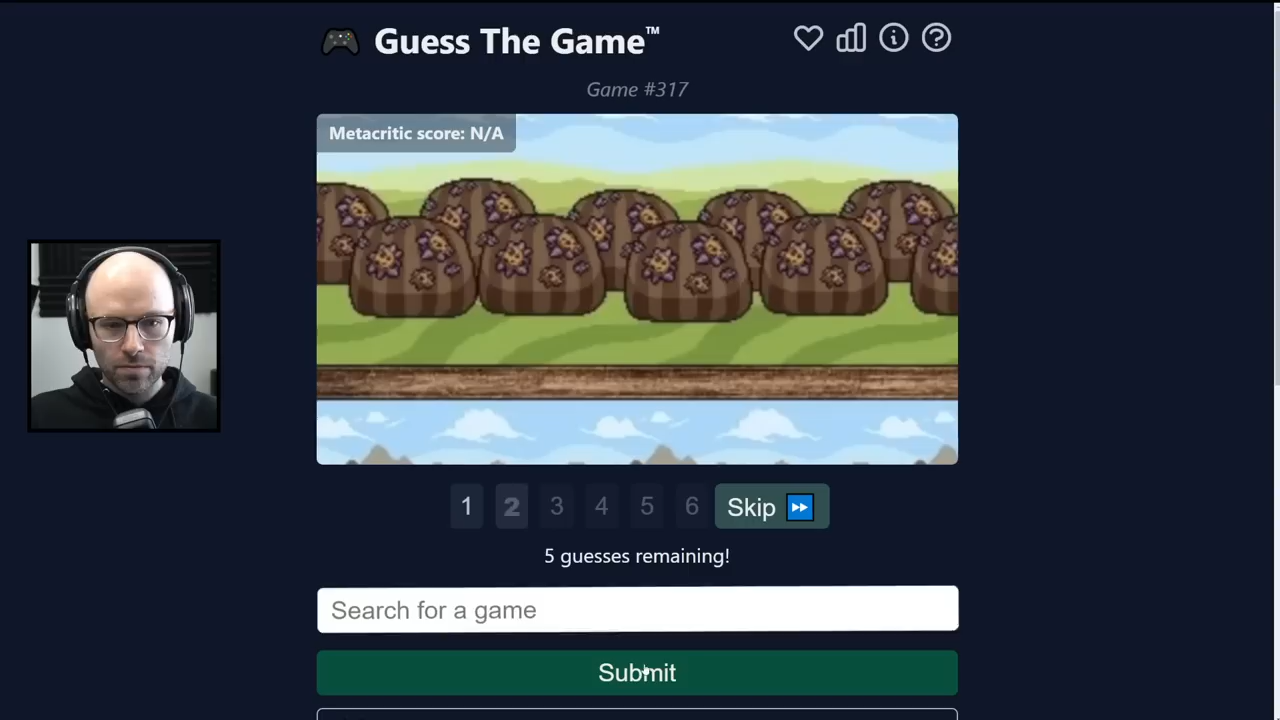 Guess The Game™
Game #317
Metacritic score: N/A
1 2 3 4 5 6 Skip
5 guesses remaining!
Search for a game
Submit